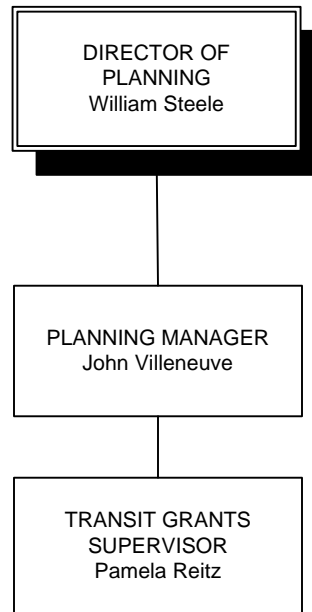 DIRECTOR OF
PLANNING
William Steele
PLANNING MANAGER
John Villeneuve
TRANSIT GRANTS
SUPERVISOR
Pamela Reitz